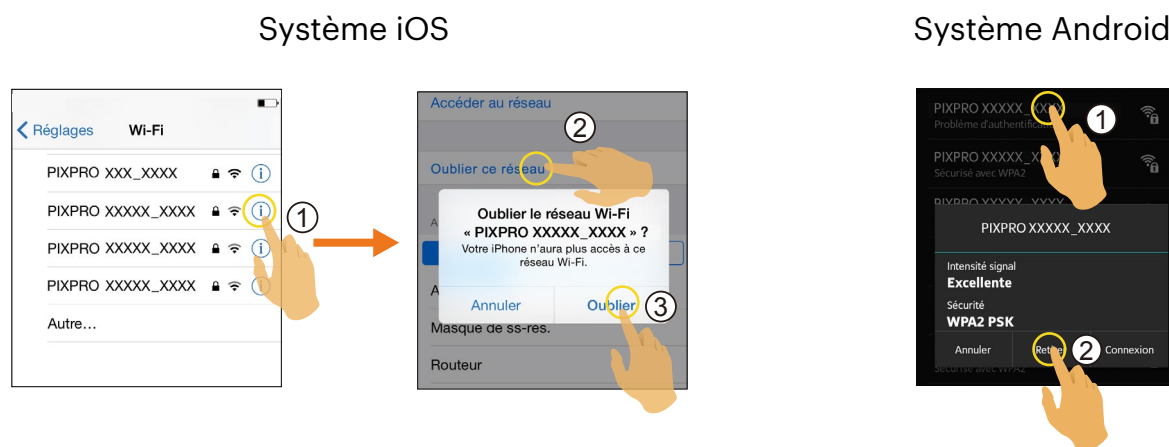 Système iOS
Système Android
Réglages
Wi-Fi
PIXPRO XXX_XXXX
PIXPRO XXXXX_XXXX
PIXPRO XXXXX_XXXX
PIXPRO XXXXX_XXXX
Autre...
1
Accéder au réseau
2
Oublier ce réseau
Oublier le réseau Wi-Fi
« PIXPRO XXXXX_XXXX » ?
Votre iPhone n'aura plus accès à ce
réseau Wi-Fi.
Annuler
Oublier
3
Masque de ss-rés.
Routeur
PIXPRO XXXXX_XXXX
1
Problème d'authentification
PIXPRO XXXXX_X
Sécurisé avec WPA2
PIXPRO XXXXX_XXXX
PIXPRO XXXXX_XXXX
Intensité signal
Excellente
Sécurité
WPA2 PSK
Annuler
2
Connexion
Sécurisé avec WPA2